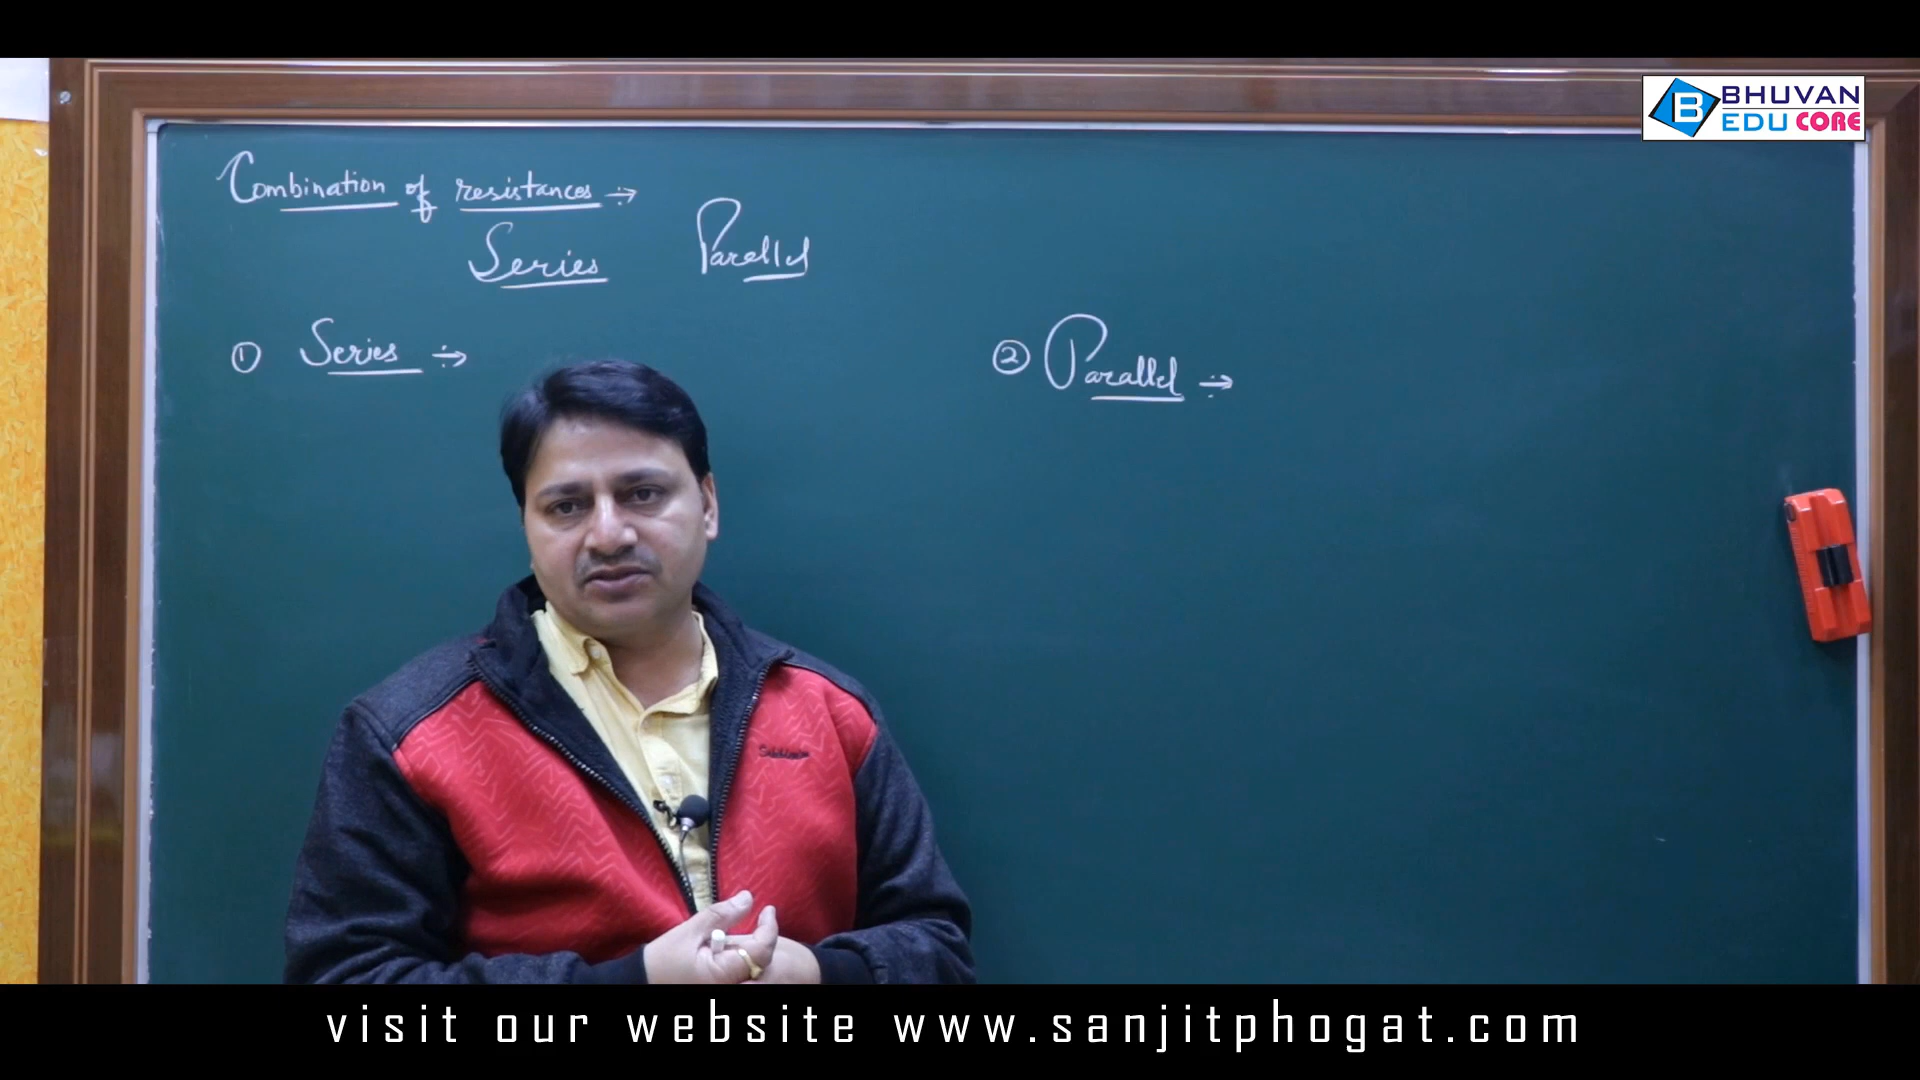 BHUVAN
EDU CORE
Combination of resistances →
Series Parallel
① Series →
② Parallel →
visit our website www.sanjitphogat.com